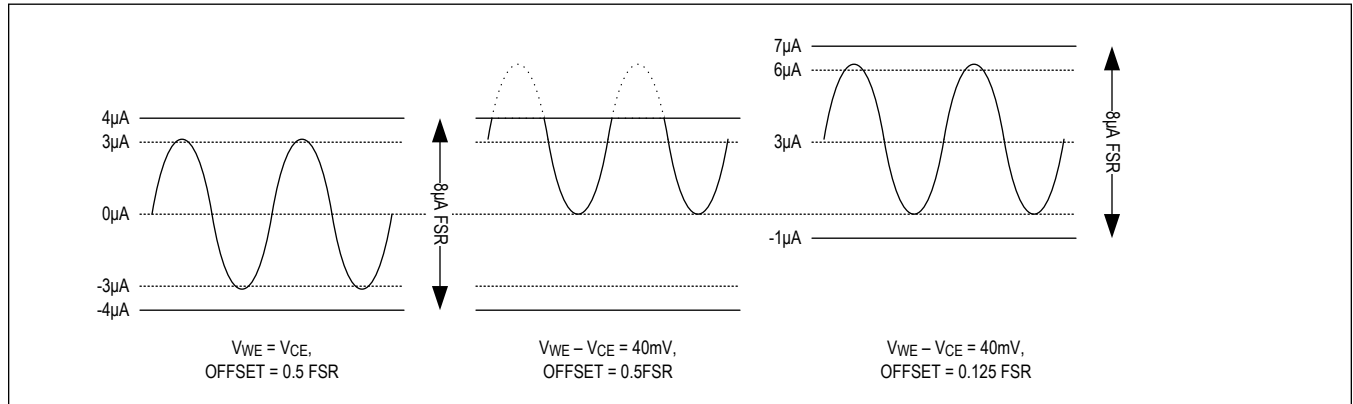 4µA
3µA
0µA
-3µA
-4µA
8µA FSR
VWE = VCE,
OFFSET = 0.5 FSR
VWE – VCE = 40mV,
OFFSET = 0.5FSR
7µA
6µA
3µA
-1µA
8µA FSR
VWE – VCE = 40mV,
OFFSET = 0.125 FSR